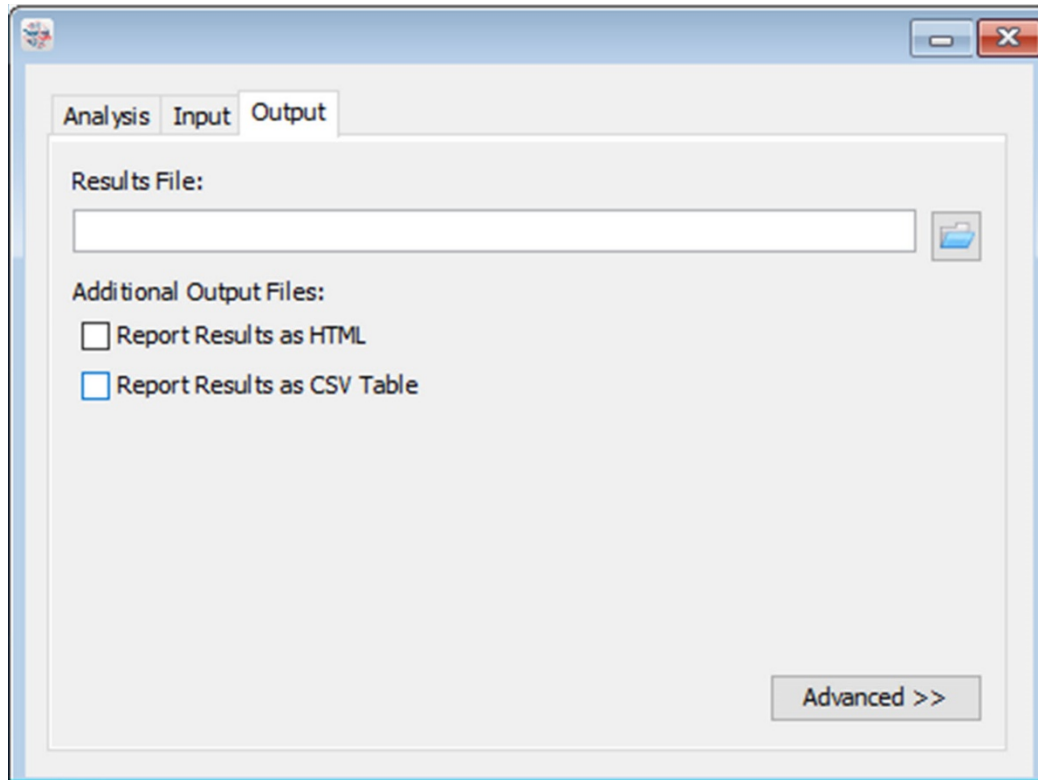 Analysis Input Output
Results File:
Additional Output Files:
Report Results as HTML
Report Results as CSV Table
Advanced >>